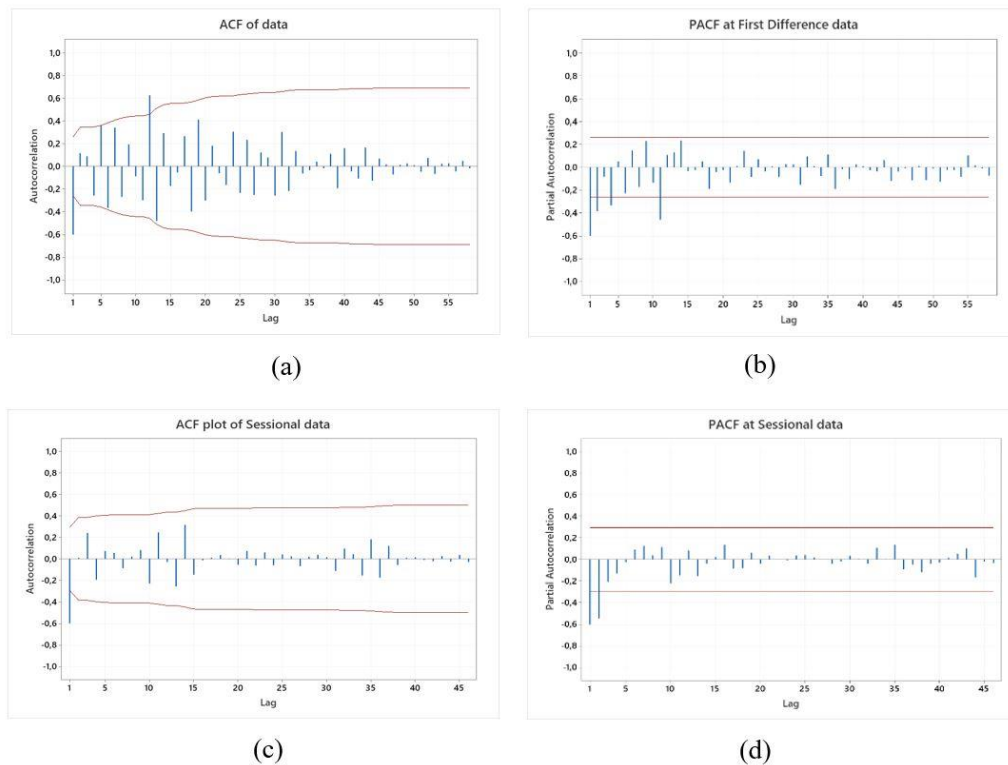 ACF of data
1,0
0,8
0,6
0,4
0,2
0,0
-0,2
-0,4
-0,6
-0,8
-1,0
Autocorrelation
1 5 10 15 20 25 30 35 40 45 50 55
Lag
(a)
PACF at First Difference data
1,0
0,8
0,6
0,4
0,2
0,0
-0,2
-0,4
-0,6
-0,8
-1,0
Partial Autocorrelation
1 5 10 15 20 25 30 35 40 45 50 55
Lag
(b)
ACF plot of Sessional data
1,0
0,8
0,6
0,4
0,2
0,0
-0,2
-0,4
-0,6
-0,8
-1,0
Autocorrelation
1 5 10 15 20 25 30 35 40 45
Lag
(c)
PACF at Sessional data
1,0
0,8
0,6
0,4
0,2
0,0
-0,2
-0,4
-0,6
-0,8
-1,0
Partial Autocorrelation
1 5 10 15 20 25 30 35 40 45
Lag
(d)